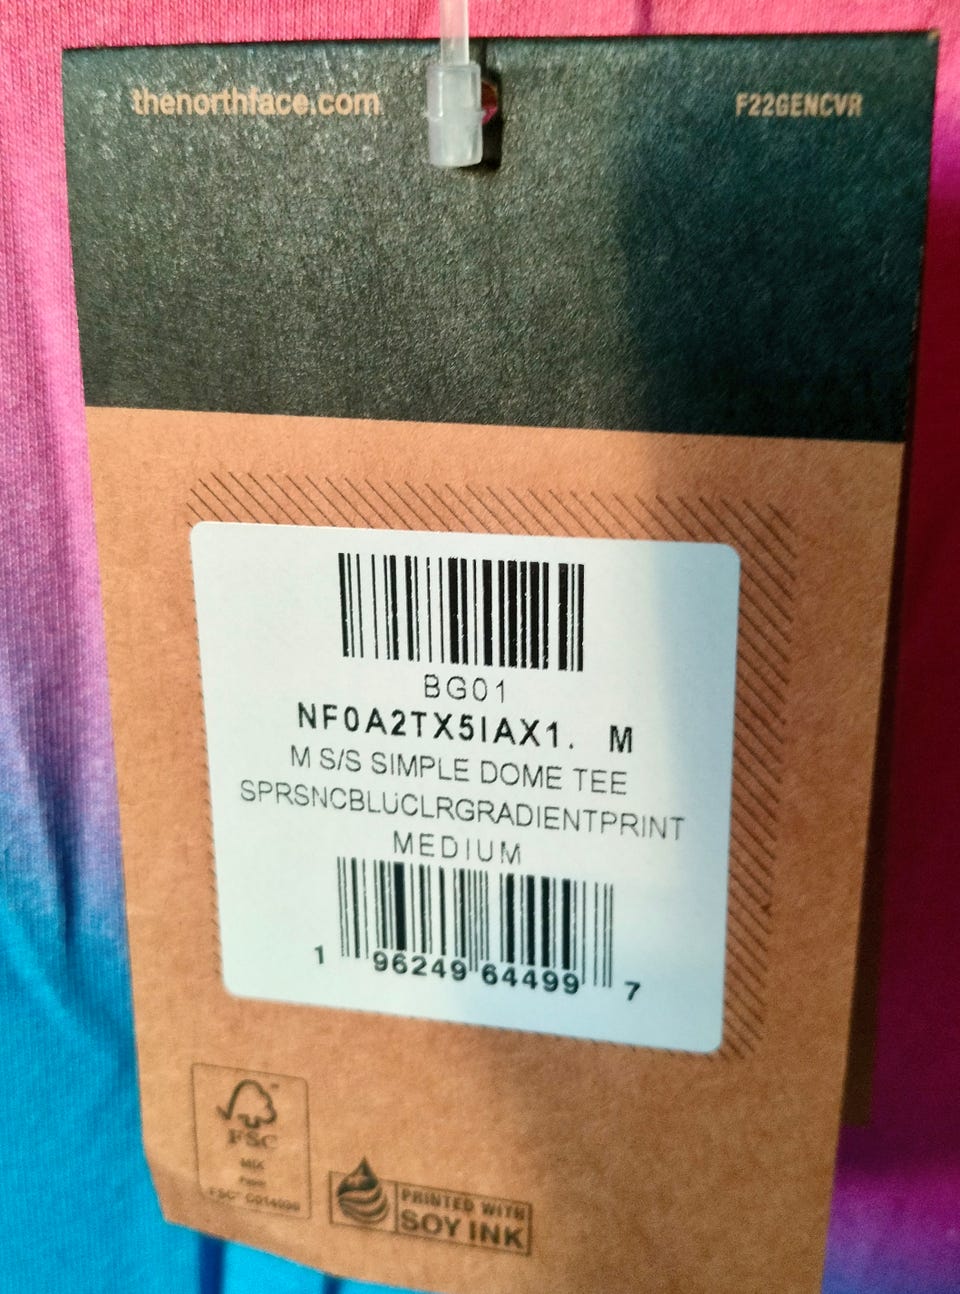 thenorthface.com
F22GENCVR
BG01
NF0A2TX5IAX1. M
M S/S SIMPLE DOME TEE
SPRSNCBLUCLRGRADIENTPRINT
MEDIUM
1 96249 64499 7
FSC
MIX
PRINTED WITH
SOY INK